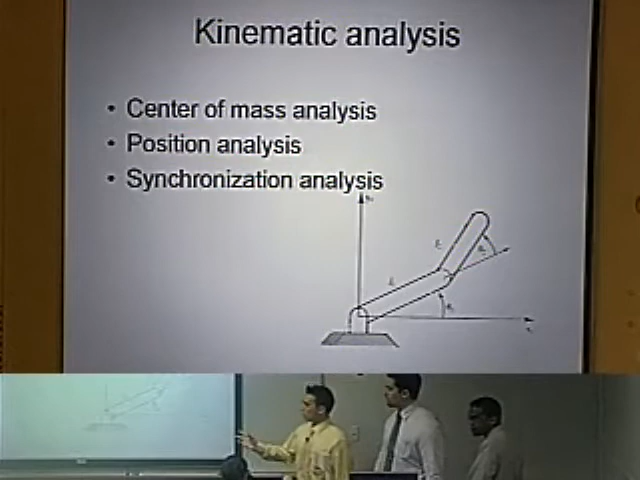 Kinematic analysis
• Center of mass analysis
• Position analysis
• Synchronization analysis